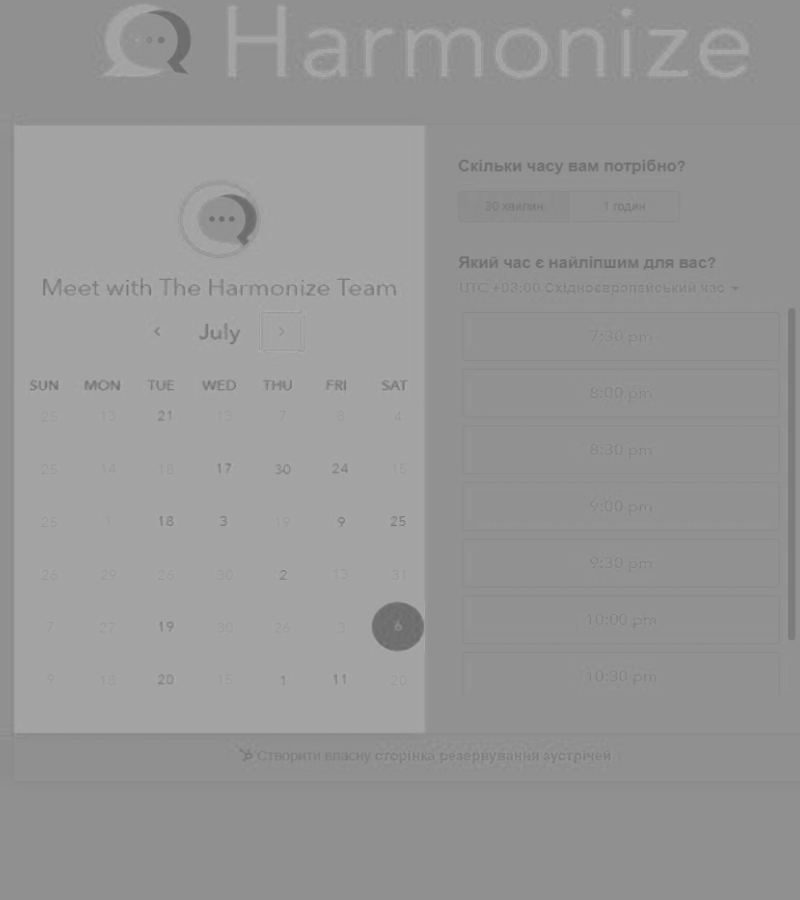 Harmonize
Meet with The Harmonize Team
July
SUN MON TUE WED THU FRI SAT
25 13 21 13 7 8 4
25 14 18 17 30 24 15
26 1 18 3 19 9 25
26 29 26 30 2 13 31
7 27 19 30 26 3 6
9 18 20 15 1 11 20
Скільки часу вам потрібно?
30 хвилин 1 годин
Який час є найліпшим для вас?
UTC +03:00 Східноєвропейський час
7:30 pm
8:00 pm
8:30 pm
9:00 pm
9:30 pm
10:00 pm
10:30 pm
Створити власну сторінка резервування зустрічей